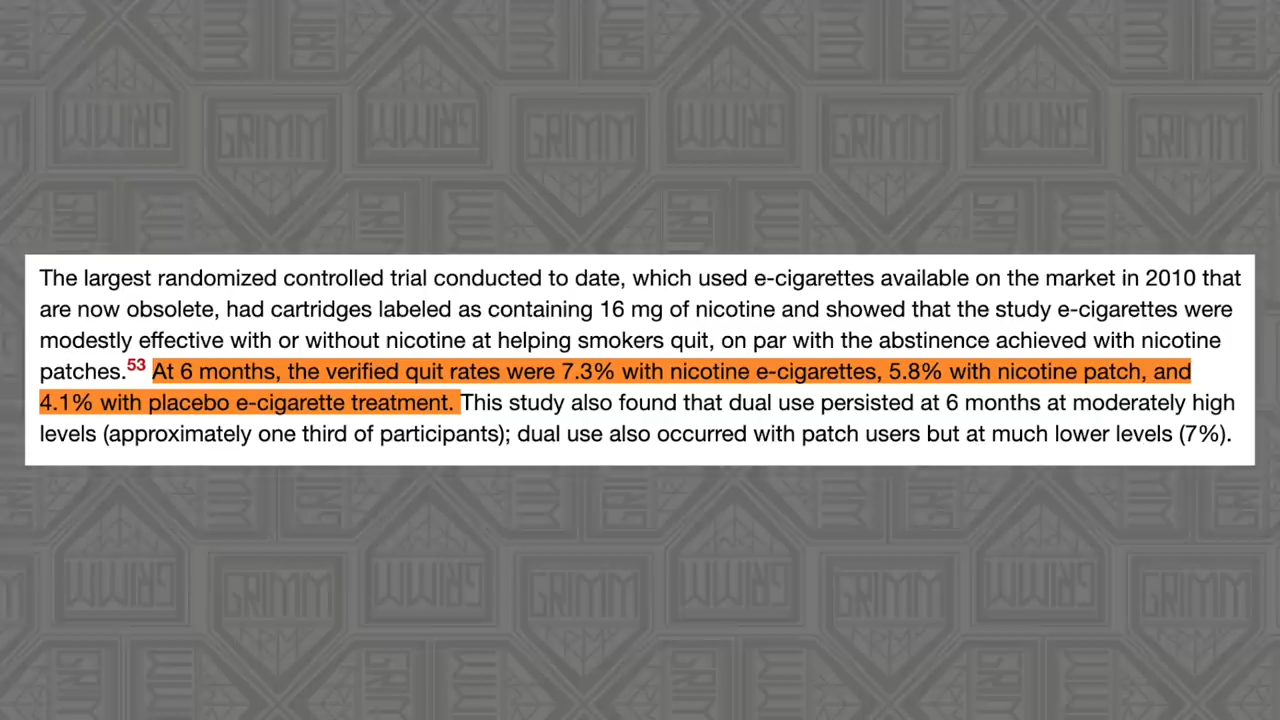 The largest randomized controlled trial conducted to date, which used e-cigarettes available on the market in 2010 that
are now obsolete, had cartridges labeled as containing 16 mg of nicotine and showed that the study e-cigarettes were
modestly effective with or without nicotine at helping smokers quit, on par with the abstinence achieved with nicotine
patches.53 At 6 months, the verified quit rates were 7.3% with nicotine e-cigarettes, 5.8% with nicotine patch, and
4.1% with placebo e-cigarette treatment. This study also found that dual use persisted at 6 months at moderately high
levels (approximately one third of participants); dual use also occurred with patch users but at much lower levels (7%).
GRIMM
GRIMM
GRIMM
GRIMM
GRIMM
GRIMM